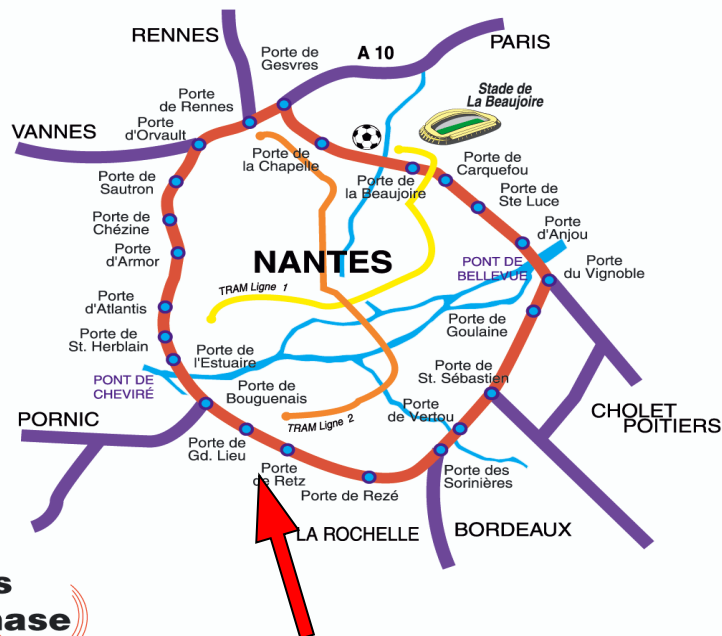 RENNES
Porte de
Gesvres
A 10
PARIS
Porte
de Rennes
Stade de
La Beaujoire
VANNES
Porte
d'Orvault
Porte de
la Chapelle
Porte de
Carquefou
Porte de
Sautron
Porte de
la Beaujoire
Porte de
Ste Luce
Porte de
Chézine
Porte
d'Anjou
Porte
d'Armor
NANTES
PONT DE
BELLEVUE
Porte
du Vignoble
TRAM Ligne 1
Porte
d'Atlantis
Porte de
Goulaine
Porte de
St. Herblain
Porte de
l'Estuaire
Porte de
St. Sébastien
PONT DE
CHEVIRÉ
Porte de
Bouguenais
Porte
de Vertou
CHOLET
POITIERS
PORNIC
TRAM Ligne 2
Porte de
Gd. Lieu
Porte
de Retz
Porte des
Sorinières
Porte de Rezé
LA ROCHELLE
BORDEAUX
s
nase